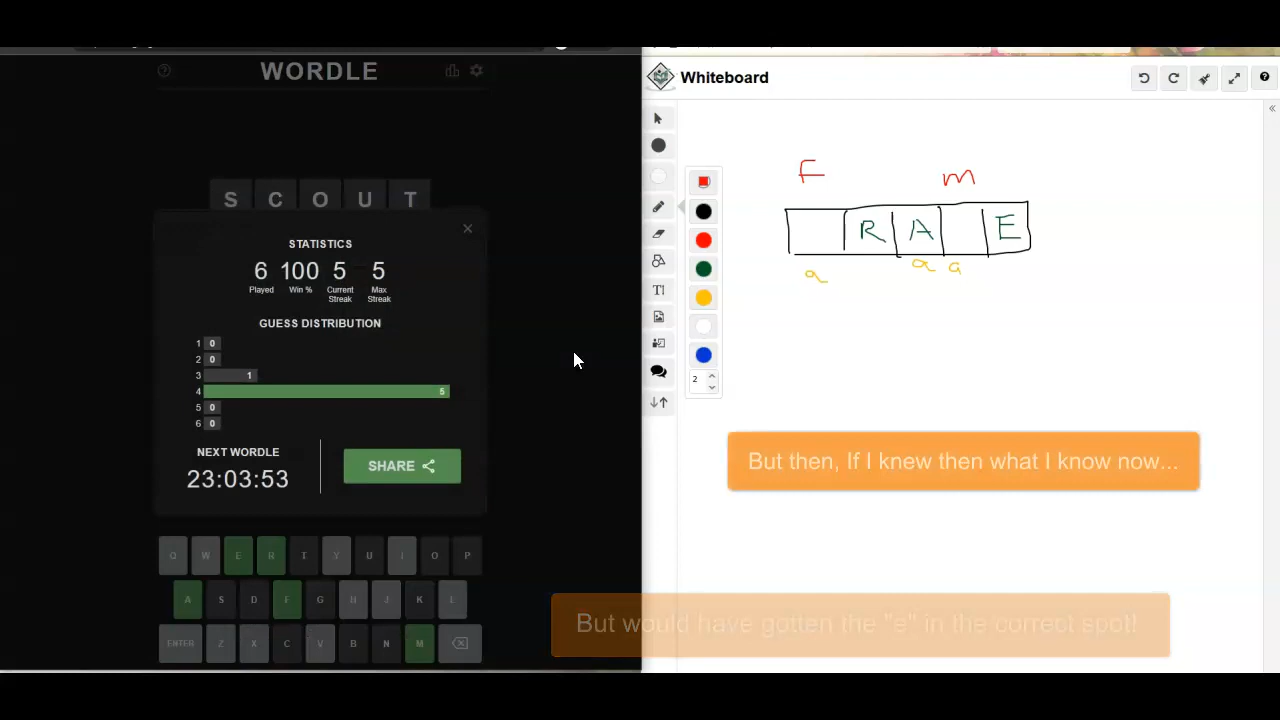 WORDLE
S C O U T
STATISTICS
6 100 5 5
Played Win % Current Streak Max Streak
GUESS DISTRIBUTION
1 0
2 0
3 1
4 5
5 0
6 0
NEXT WORDLE
23:03:53
SHARE
Q W E R T Y U I O P
A S D F G H J K L
ENTER Z X C V B N M
Whiteboard
F m
R A E
a a a
T
2
But then, If I knew then what I know now...
But would have gotten the "e" in the correct spot!